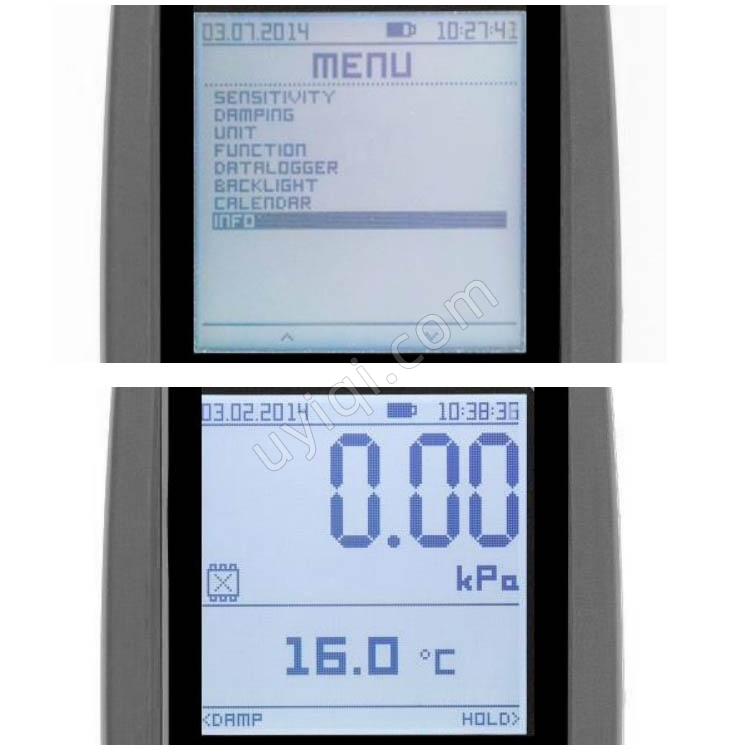 03.07.2014 10:27:41
MENU
SENSITIVITY
DAMPING
UNIT
FUNCTION
DATALOGGER
BACKLIGHT
CALENDAR
INFO
uyiqi.com
03.02.2014 10:38:36
0.00
kPa
16.0 °C
<DAMP HOLD>